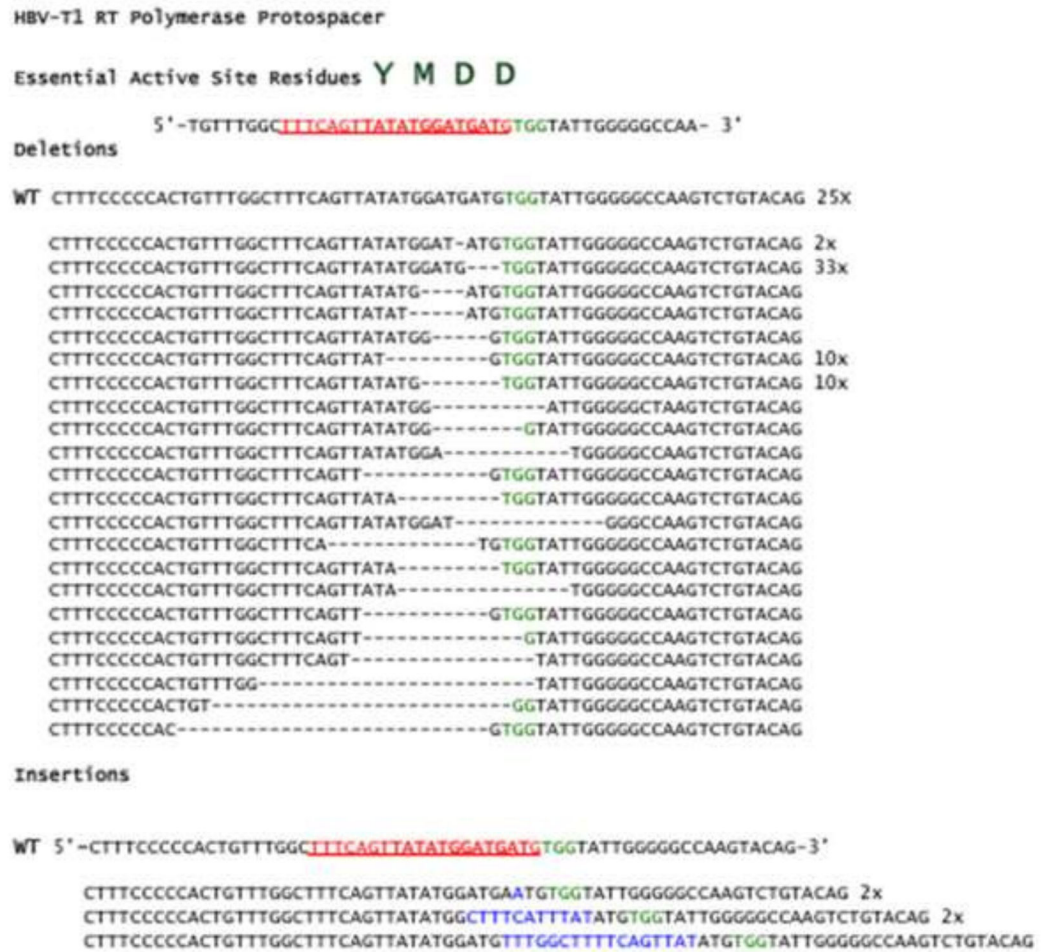 HBV-T1 RT Polymerase Protospacer
Essential Active Site Residues Y M D D
5'-TGTTTGGCTTTCAGTTATATGGATGATGTGGTATTGGGGGCCAA- 3'
Deletions
WT CTTTCCCCCACTGTTTGGCTTTCAGTTATATGGATGATGTGGTATTGGGGGCCAAGTCTGTACAG 25x
CTTTCCCCCACTGTTTGGCTTTCAGTTATATGGAT-ATGTGGTATTGGGGGCCAAGTCTGTACAG 2x
CTTTCCCCCACTGTTTGGCTTTCAGTTATATGGATG---TGGTATTGGGGGCCAAGTCTGTACAG 33x
CTTTCCCCCACTGTTTGGCTTTCAGTTATATG----ATGTGGTATTGGGGGCCAAGTCTGTACAG
CTTTCCCCCACTGTTTGGCTTTCAGTTATAT-----ATGTGGTATTGGGGGCCAAGTCTGTACAG
CTTTCCCCCACTGTTTGGCTTTCAGTTATATGG-----GTGGTATTGGGGGCCAAGTCTGTACAG
CTTTCCCCCACTGTTTGGCTTTCAGTTAT---------GTGGTATTGGGGGCCAAGTCTGTACAG 10x
CTTTCCCCCACTGTTTGGCTTTCAGTTATATG-------TGGTATTGGGGGCCAAGTCTGTACAG 10x
CTTTCCCCCACTGTTTGGCTTTCAGTTATATGG----------ATTGGGGGCTAAGTCTGTACAG
CTTTCCCCCACTGTTTGGCTTTCAGTTATATGG--------GTATTGGGGGCCAAGTCTGTACAG
CTTTCCCCCACTGTTTGGCTTTCAGTTATATGGA-----------TGGGGGCCAAGTCTGTACAG
CTTTCCCCCACTGTTTGGCTTTCAGTT-----------GTGGTATTGGGGGCCAAGTCTGTACAG
CTTTCCCCCACTGTTTGGCTTTCAGTTATA---------TGGTATTGGGGGCCAAGTCTGTACAG
CTTTCCCCCACTGTTTGGCTTTCAGTTATATGGAT-------------GGGCCAAGTCTGTACAG
CTTTCCCCCACTGTTTGGCTTTCA-------------TGTGGTATTGGGGGCCAAGTCTGTACAG
CTTTCCCCCACTGTTTGGCTTTCAGTTATA---------TGGTATTGGGGGCCAAGTCTGTACAG
CTTTCCCCCACTGTTTGGCTTTCAGTTATA---------------TGGGGGCCAAGTCTGTACAG
CTTTCCCCCACTGTTTGGCTTTCAGTT-----------GTGGTATTGGGGGCCAAGTCTGTACAG
CTTTCCCCCACTGTTTGGCTTTCAGTT--------------GTATTGGGGGCCAAGTCTGTACAG
CTTTCCCCCACTGTTTGGCTTTCAGT----------------TATTGGGGGCCAAGTCTGTACAG
CTTTCCCCCACTGTTTGG------------------------TATTGGGGGCCAAGTCTGTACAG
CTTTCCCCCACTGT--------------------------GGTATTGGGGGCCAAGTCTGTACAG
CTTTCCCCCAC---------------------------GTGGTATTGGGGGCCAAGTCTGTACAG
Insertions
WT 5'-CTTTCCCCCACTGTTTGGCTTTCAGTTATATGGATGATGTGGTATTGGGGGCCAAGTACAG-3'
CTTTCCCCCACTGTTTGGCTTTCAGTTATATGGATGAATGTGGTATTGGGGGCCAAGTCTGTACAG 2x
CTTTCCCCCACTGTTTGGCTTTCAGTTATATGGCTTTCATTTATATGTGGTATTGGGGGCCAAGTCTGTACAG 2x
CTTTCCCCCACTGTTTGGCTTTCAGTTATATGGATGTTTGGCTTTTCAGTTATATGTGGTATTGGGGGCCAAGTCTGTACAG